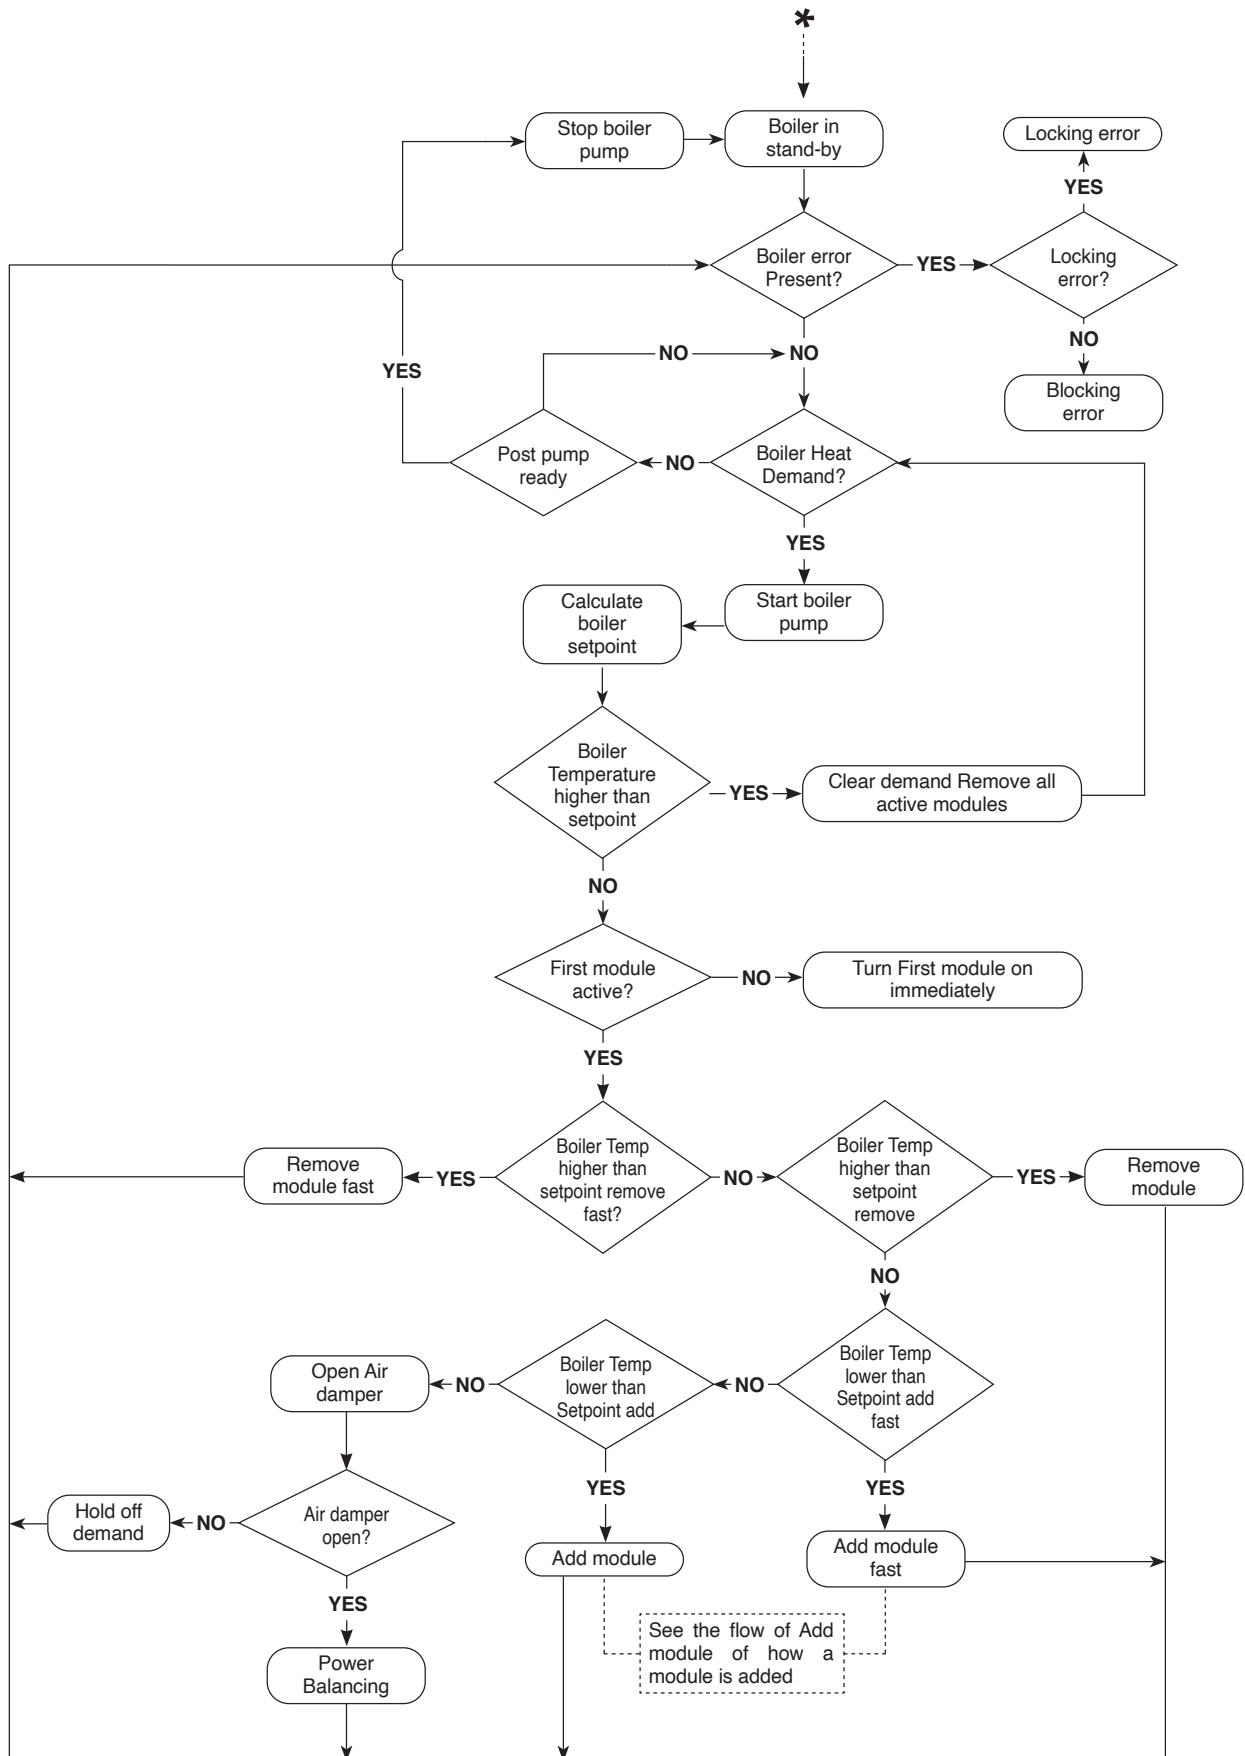 *
Stop boiler
pump
Boiler in
stand-by
Locking error
YES
Boiler error
Present?
YES
Locking
error?
NO
NO
NO
YES
Blocking
error
Post pump
ready
NO
Boiler Heat
Demand?
YES
Calculate
boiler
setpoint
Start boiler
pump
Boiler
Temperature
higher than
setpoint
YES
Clear demand Remove all
active modules
NO
First module
active?
NO
Turn First module on
immediately
YES
Remove
module fast
YES
Boiler Temp
higher than
setpoint remove
fast?
NO
Boiler Temp
higher than
setpoint
remove
YES
Remove
module
NO
Open Air
damper
NO
Boiler Temp
lower than
Setpoint add
NO
Boiler Temp
lower than
Setpoint add
fast
YES
YES
Hold off
demand
NO
Air damper
open?
Add module
Add module
fast
YES
See the flow of Add
module of how a
module is added
Power
Balancing